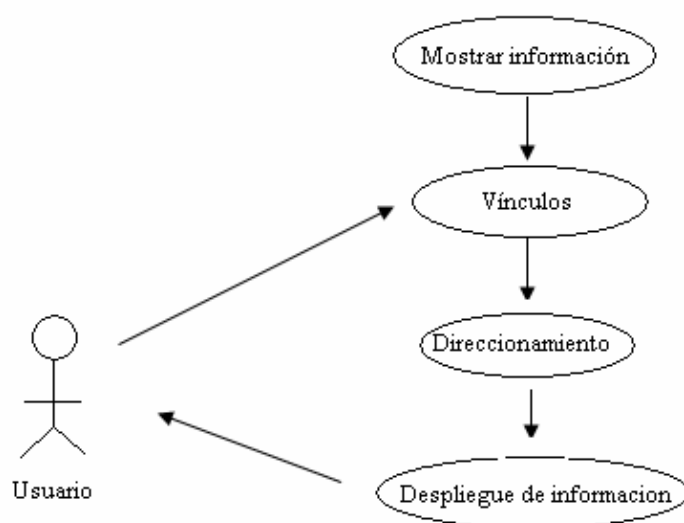 Mostrar información
Vínculos
Direccionamiento
Usuario
Despliegue de informacion